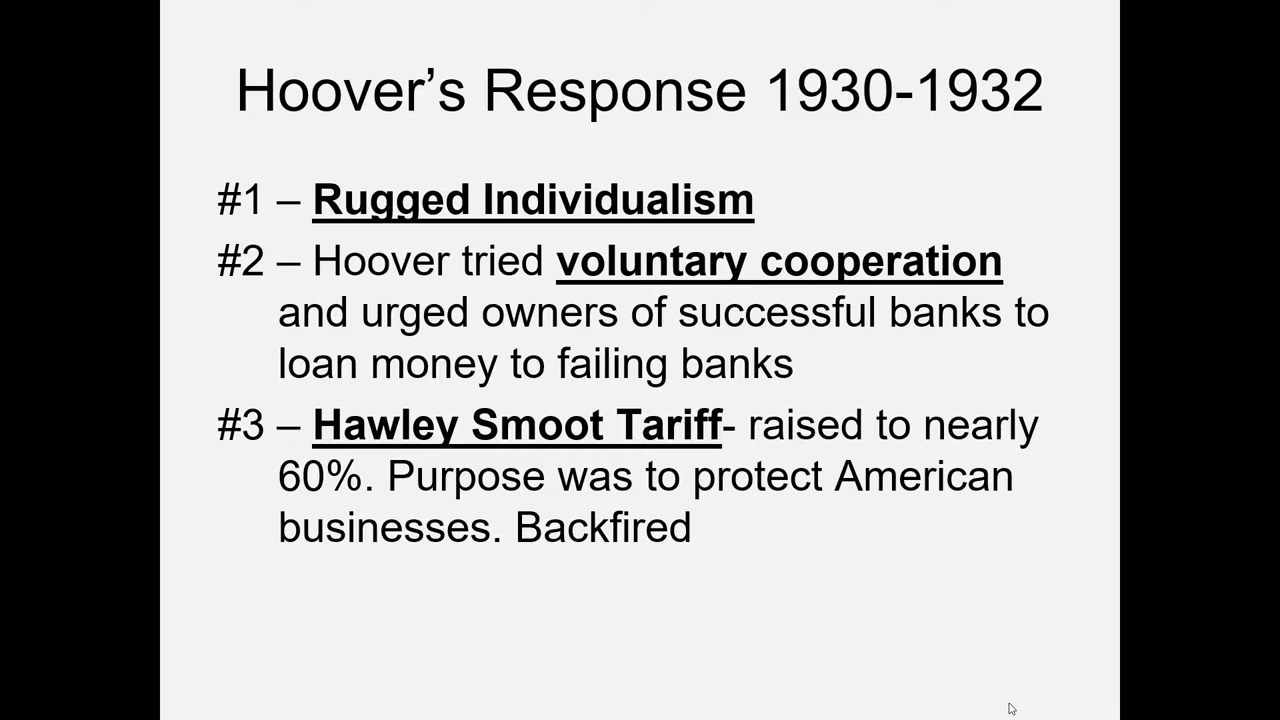 Hoover’s Response 1930-1932
#1 – Rugged Individualism
#2 – Hoover tried voluntary cooperation
and urged owners of successful banks to
loan money to failing banks
#3 – Hawley Smoot Tariff- raised to nearly
60%. Purpose was to protect American
businesses. Backfired